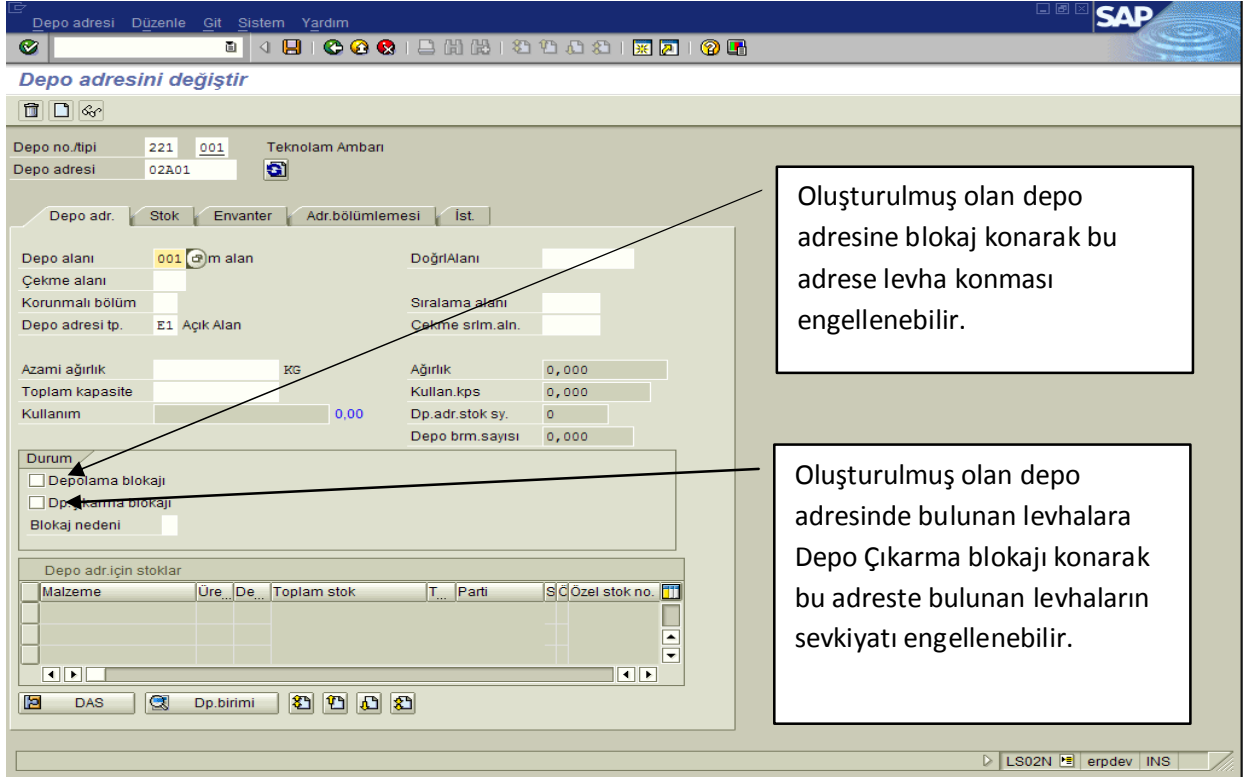 Depo adresi Düzenle Git Sistem Yardım
SAP
Depo adresini değiştir
Depo no./tipi 221 001 Teknolam Ambarı
Depo adresi 02A01
Depo adr. Stok Envanter Adr.bölümlemesi İst.
Depo alanı 001 m alan DoğrlAlanı
Çekme alanı
Korunmalı bölüm Sıralama alanı
Depo adresi tp. E1 Açık Alan Çekme srlm.aln.
Azami ağırlık KG Ağırlık 0,000
Toplam kapasite Kullan.kps 0,000
Kullanım 0,00 Dp.adr.stok sy. 0
Depo brm.sayısı 0,000
Durum
Depolama blokajı
Dp.çıkarma blokajı
Blokaj nedeni
Depo adr.için stoklar
Malzeme Üre... De... Toplam stok T... Parti S Ö Özel stok no.
DAS Dp.birimi
LS02N erpdev INS
Oluşturulmuş olan depo
adresine blokaj konarak bu
adrese levha konması
engellenebilir.
Oluşturulmuş olan depo
adresinde bulunan levhalara
Depo Çıkarma blokajı konarak
bu adreste bulunan levhaların
sevkiyatı engellenebilir.